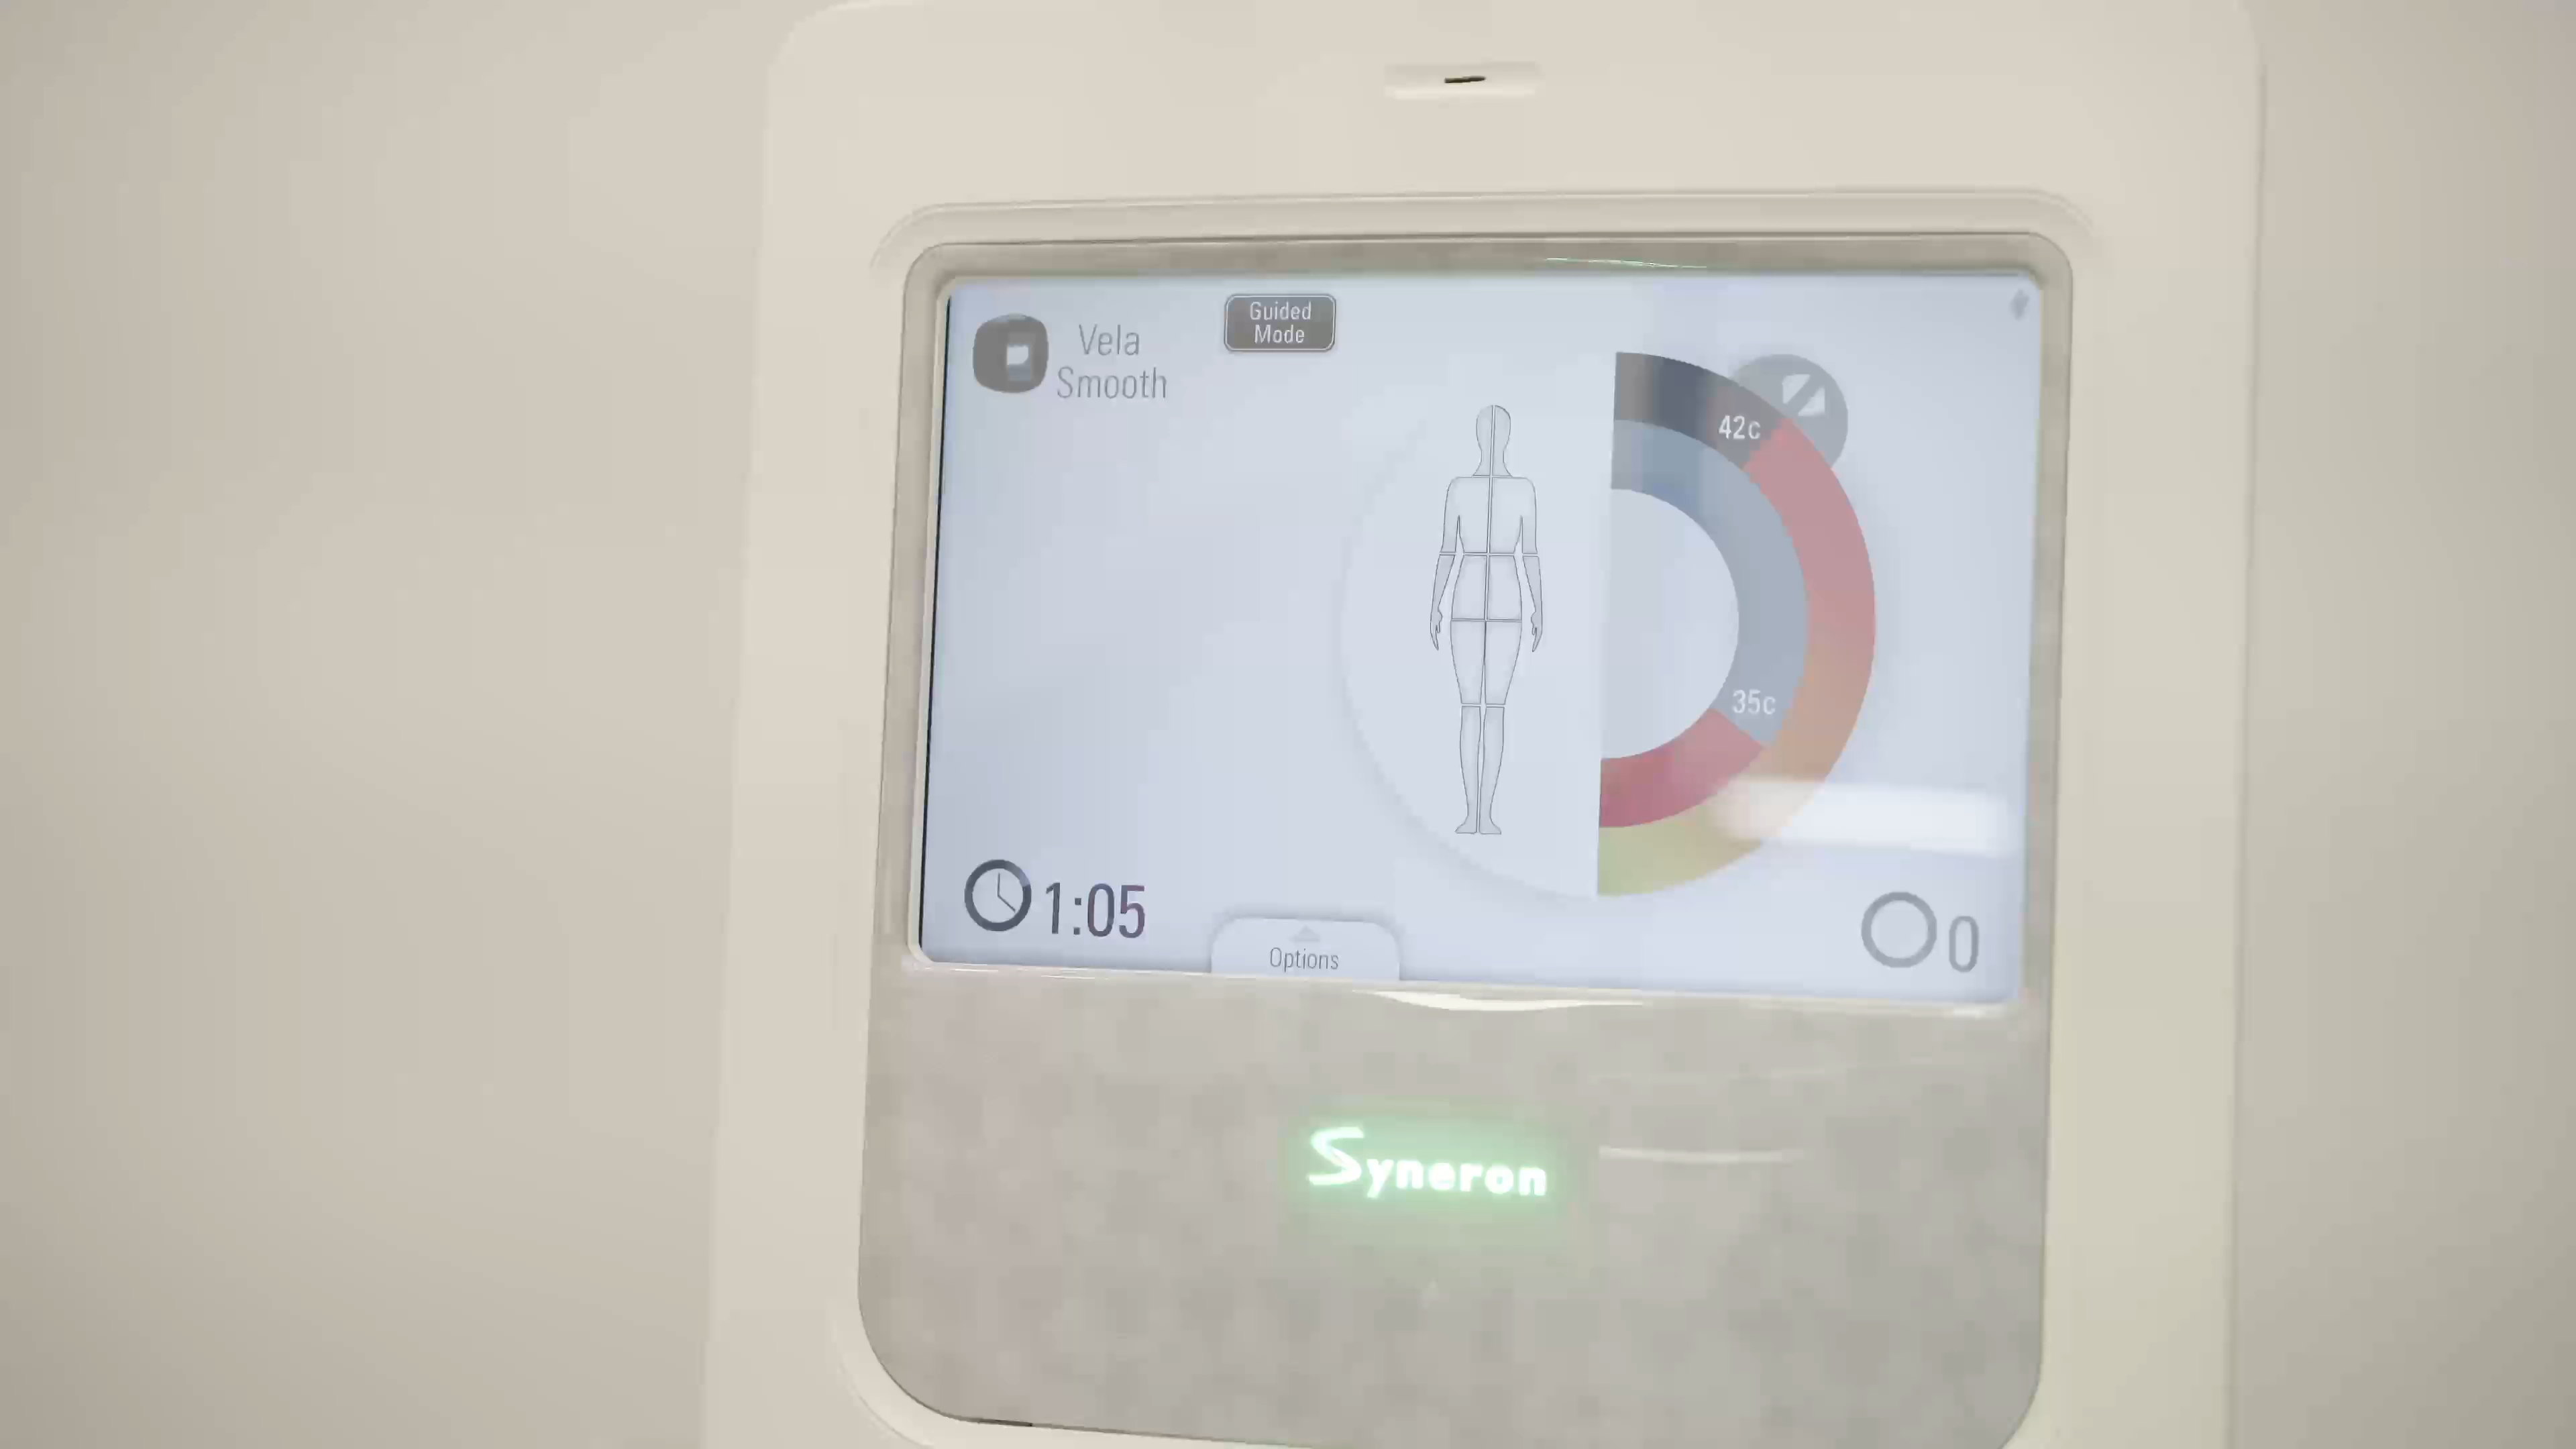 Guided
Mode
Vela
Smooth
42c
35c
1:05
Options
0
Syneron